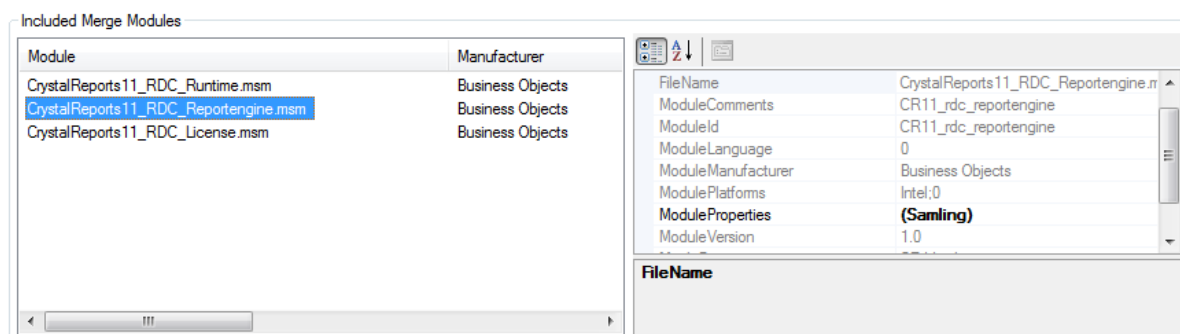 Included Merge Modules
Module Manufacturer
CrystalReports11_RDC_Runtime.msm Business Objects
CrystalReports11_RDC_Reportengine.msm Business Objects
CrystalReports11_RDC_License.msm Business Objects
FileName CrystalReports11_RDC_Reportengine.m
ModuleComments CR11_rdc_reportengine
ModuleId CR11_rdc_reportengine
ModuleLanguage 0
ModuleManufacturer Business Objects
ModulePlatforms Intel;0
ModuleProperties (Samling)
ModuleVersion 1.0
FileName